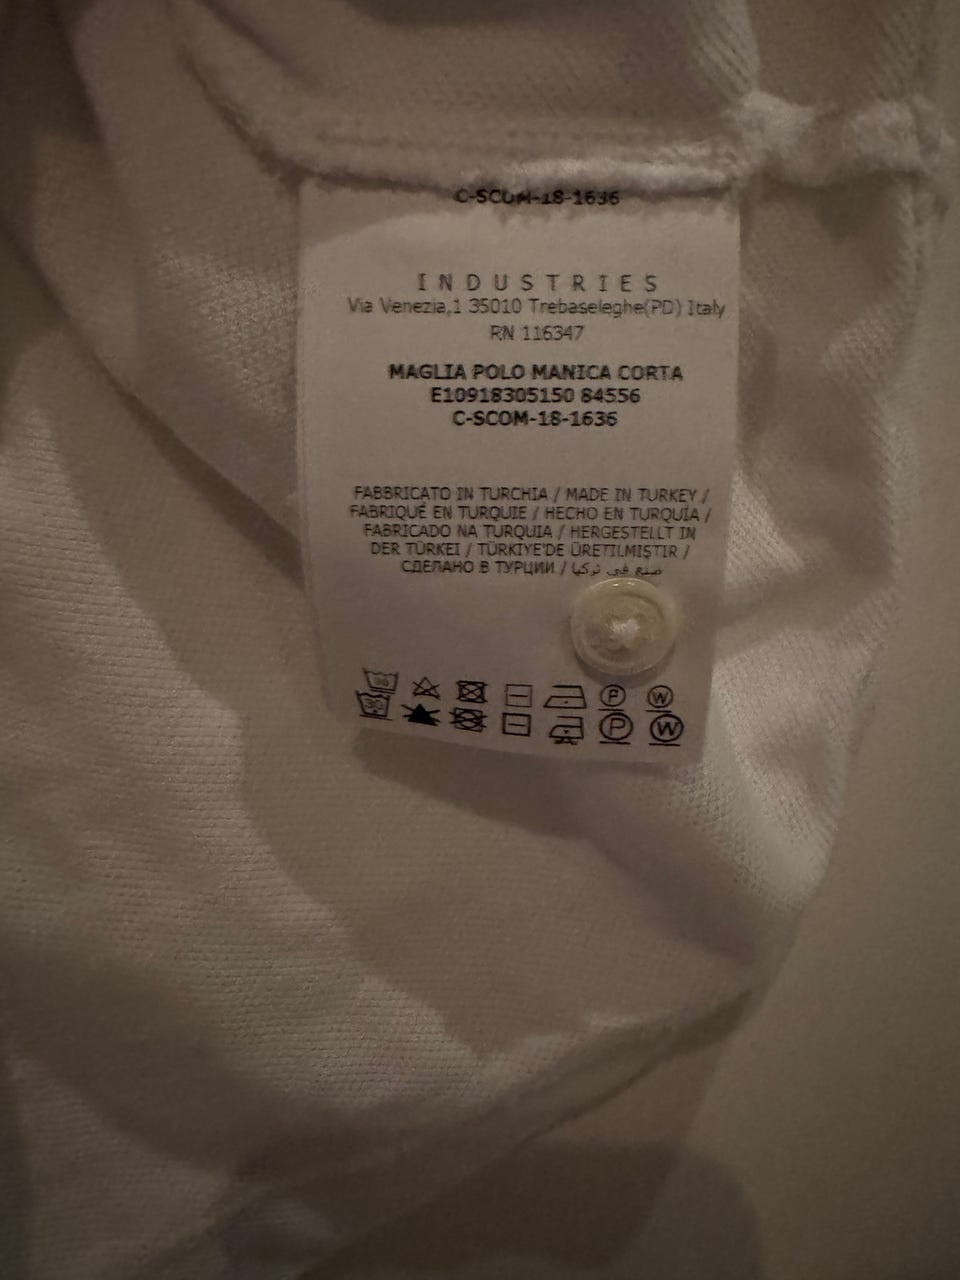 C-SCOM-18-1636
INDUSTRIES
Via Venezia,1 35010 Trebaseleghe(PD) Italy
RN 116347
MAGLIA POLO MANICA CORTA
E10918305150 84556
C-SCOM-18-1636
FABBRICATO IN TURCHIA / MADE IN TURKEY /
FABRIQUÉ EN TURQUIE / HECHO EN TURQUÍA /
FABRICADO NA TURQUIA / HERGESTELLT IN
DER TÜRKEI / TÜRKIYE'DE ÜRETILMIŞTIR /
СДЕЛАНО В ТУРЦИИ / صنع في تركيا
30 P W
30 P W